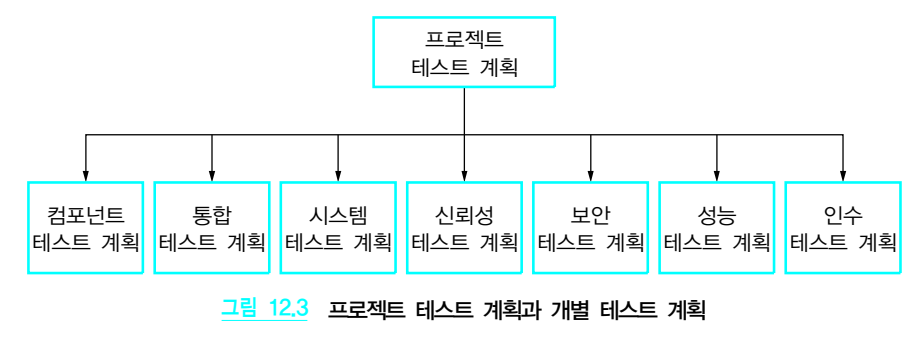 프로젝트
테스트 계획
컴포넌트
테스트 계획
통합
테스트 계획
시스템
테스트 계획
신뢰성
테스트 계획
보안
테스트 계획
성능
테스트 계획
인수
테스트 계획
그림 12.3 프로젝트 테스트 계획과 개별 테스트 계획